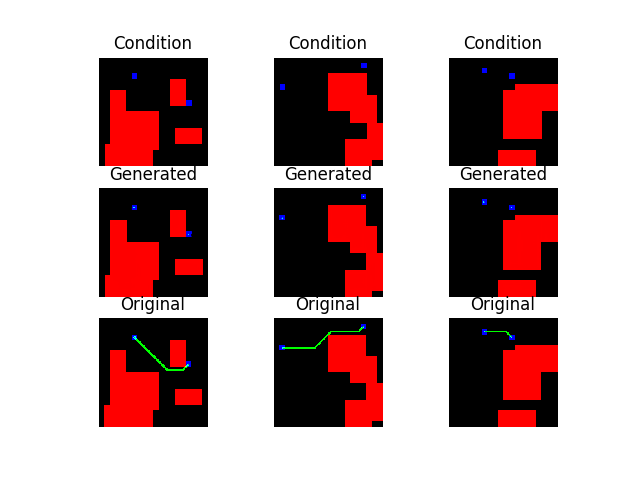 Condition Condition Condition
Generated Generated Generated
Original Original Original